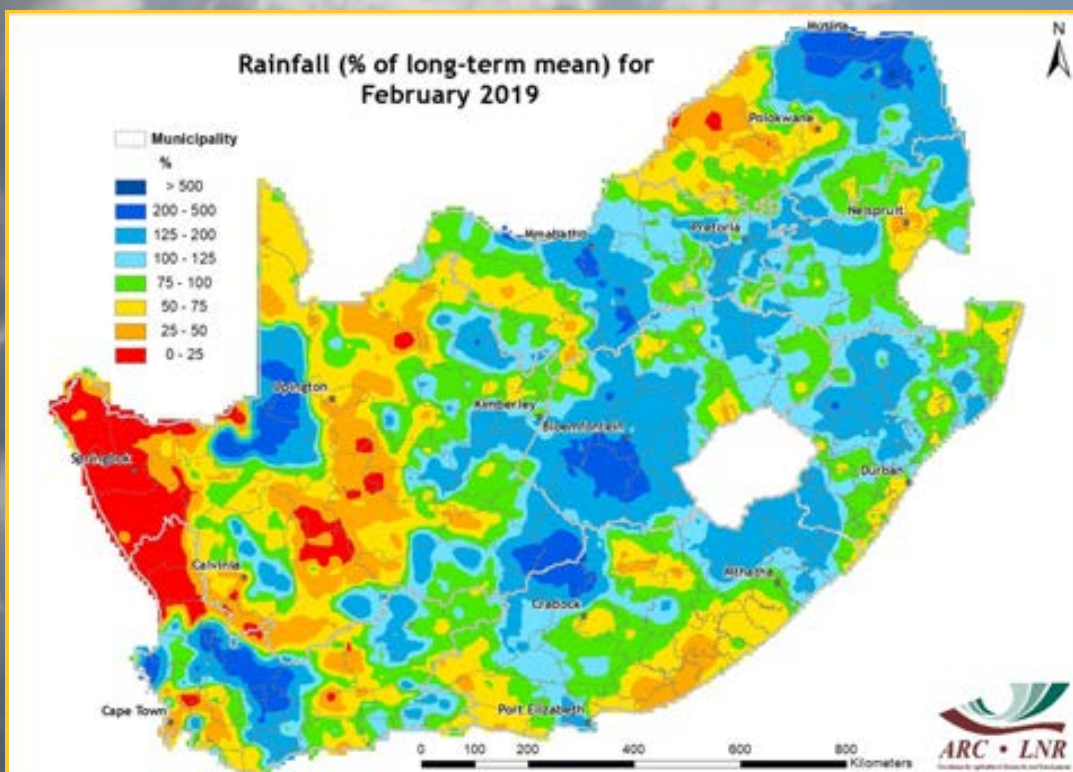 Rainfall (% of long-term mean) for
February 2019
N
Municipality
%
> 500
200 - 500
125 - 200
100 - 125
75 - 100
50 - 75
25 - 50
0 - 25
Musina
Polokwane
Nelspruit
Pretoria
Mmabatho
Upington
Kimberley
Bloemfontein
Springbok
Durban
Calvinia
Mthatha
Cradock
Cape Town
Port Elizabeth
0 100 200 400 600 800
Kilometers
ARC • LNR